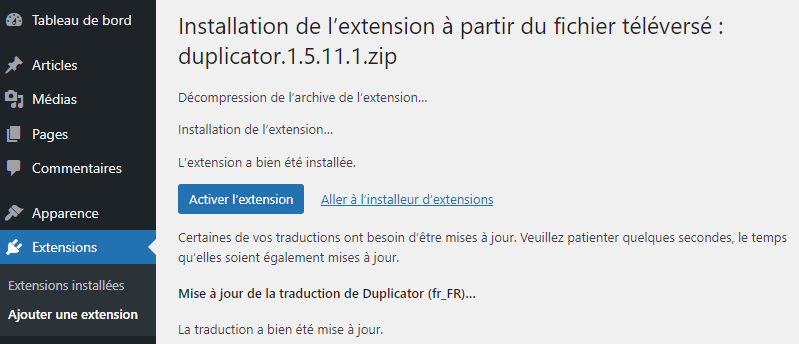 Tableau de bord
Articles
Médias
Pages
Commentaires
Apparence
Extensions
Extensions installées
Ajouter une extension
Installation de l’extension à partir du fichier téléversé :
duplicator.1.5.11.1.zip
Décompression de l’archive de l’extension…
Installation de l’extension…
L’extension a bien été installée.
Activer l’extension
Aller à l’installeur d’extensions
Certaines de vos traductions ont besoin d’être mises à jour. Veuillez patienter quelques secondes, le temps
qu’elles soient également mises à jour.
Mise à jour de la traduction de Duplicator (fr_FR)…
La traduction a bien été mise à jour.